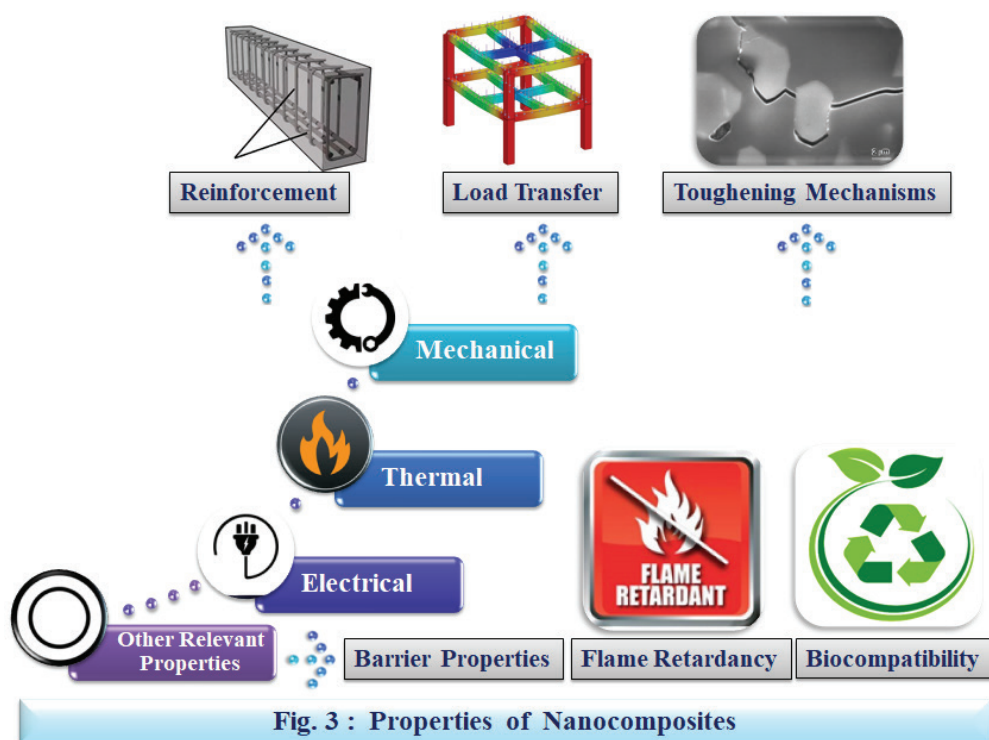 Reinforcement
Load Transfer
Toughening Mechanisms
Mechanical
Thermal
Electrical
Other Relevant
Properties
FLAME
RETARDANT
Barrier Properties
Flame Retardancy
Biocompatibility
Fig. 3 : Properties of Nanocomposites